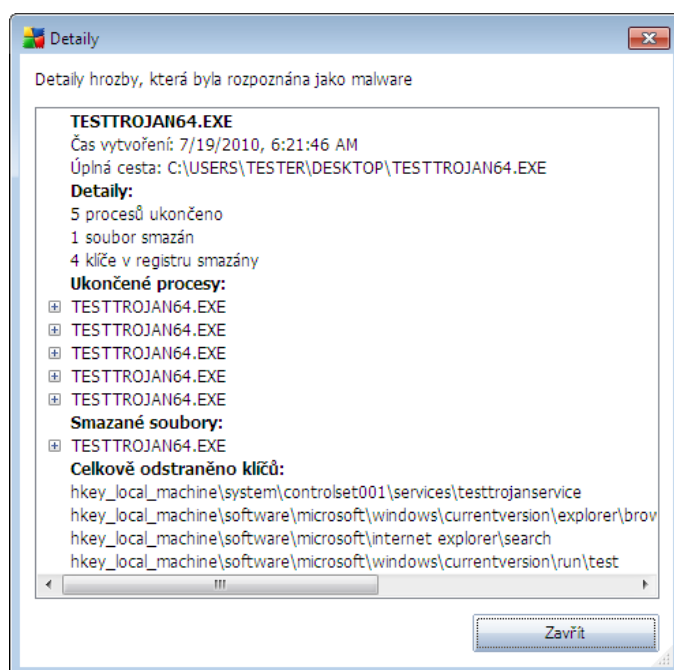 Detaily
Detaily hrozby, která byla rozpoznána jako malware
TESTTROJAN64.EXE
Čas vytvoření: 7/19/2010, 6:21:46 AM
Úplná cesta: C:\USERS\TESTER\DESKTOP\TESTTROJAN64.EXE
Detaily:
5 procesů ukončeno
1 soubor smazán
4 klíče v registru smazány
Ukončené procesy:
TESTTROJAN64.EXE
TESTTROJAN64.EXE
TESTTROJAN64.EXE
TESTTROJAN64.EXE
TESTTROJAN64.EXE
Smazané soubory:
TESTTROJAN64.EXE
Celkově odstraněno klíčů:
hkey_local_machine\system\controlset001\services\testtrojanservice
hkey_local_machine\software\microsoft\windows\currentversion\explorer\brow
hkey_local_machine\software\microsoft\internet explorer\search
hkey_local_machine\software\microsoft\windows\currentversion\run\test
Zavřít